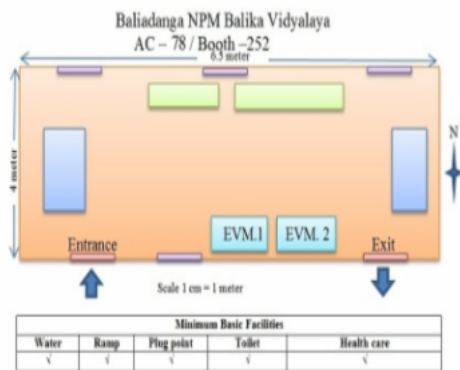 Baliadanga NPM Balika Vidyalaya
AC – 78 / Booth –252
6.5 meter
4 meter
N
EVM.1
EVM. 2
Entrance
Exit
Scale 1 cm = 1 meter
Minimum Basic Facilities
Water Ramp Plug point Toilet Health care
√ √ √ √ √